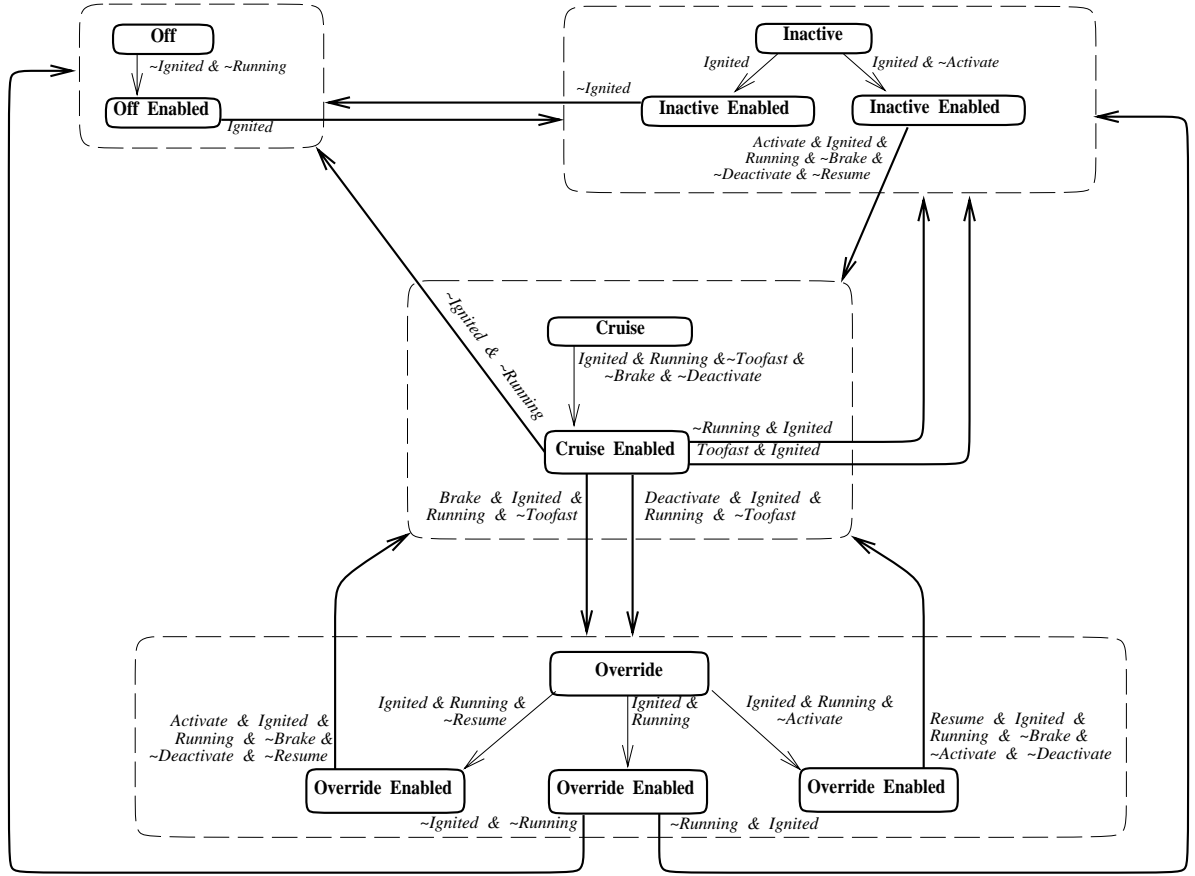 Off
~Ignited & ~Running
Off Enabled
Ignited
Inactive
Ignited
Ignited & ~Activate
~Ignited
Inactive Enabled
Inactive Enabled
Activate & Ignited &
Running & ~Brake &
~Deactivate & ~Resume
~Ignited & ~Running
Cruise
Ignited & Running &~Toofast &
~Brake & ~Deactivate
Cruise Enabled
~Running & Ignited
Toofast & Ignited
Brake & Ignited &
Running & ~Toofast
Deactivate & Ignited &
Running & ~Toofast
Override
Ignited & Running &
~Resume
Ignited &
Running
Ignited & Running &
~Activate
Activate & Ignited &
Running & ~Brake &
~Deactivate & ~Resume
Resume & Ignited &
Running & ~Brake &
~Activate & ~Deactivate
Override Enabled
Override Enabled
Override Enabled
~Ignited & ~Running
~Running & Ignited